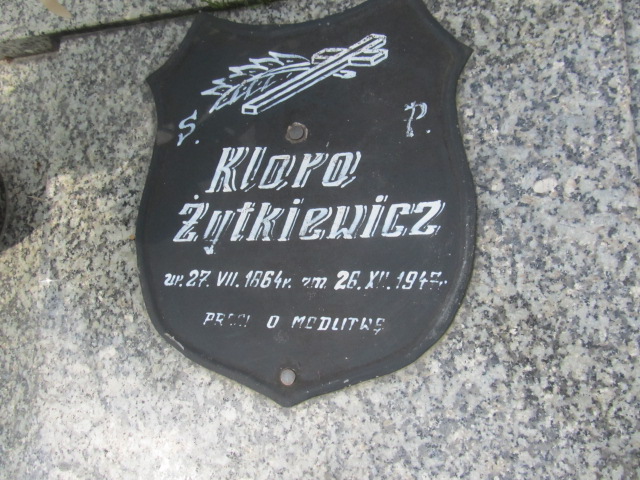 S. P.
Klara
Żytkiewicz
ur. 27. VII. 1864r. zm. 26. XII. 1947r.
PROSI O MODLITWĘ